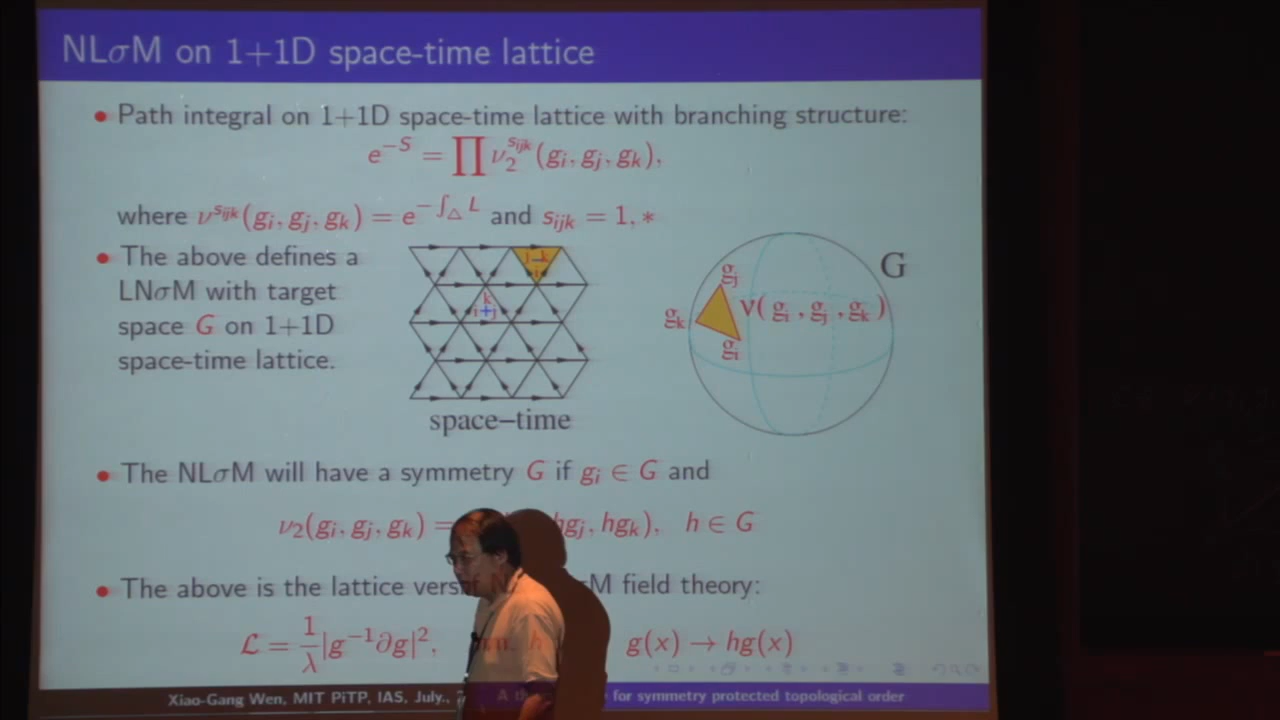 NLσM on 1+1D space-time lattice
• Path integral on 1+1D space-time lattice with branching structure:
e^{-S} = ∏ ν_2^{s_{ijk}}(g_i, g_j, g_k),
where ν^{s_{ijk}}(g_i, g_j, g_k) = e^{-∫_△ L} and s_{ijk} = 1, *
• The above defines a
LNσM with target
space G on 1+1D
space-time lattice.
j k
i
k
i + j
space-time
G
g_j
g_k
ν( g_i , g_j , g_k )
g_i
• The NLσM will have a symmetry G if g_i ∈ G and
ν_2(g_i, g_j, g_k) = hg_j, hg_k), h ∈ G
• The above is the lattice M field theory:
ℒ = 1/λ |g^{-1}∂g|^2, h g(x) → hg(x)
Xiao-Gang Wen, MIT PiTP, IAS, July., A for symmetry protected topological order